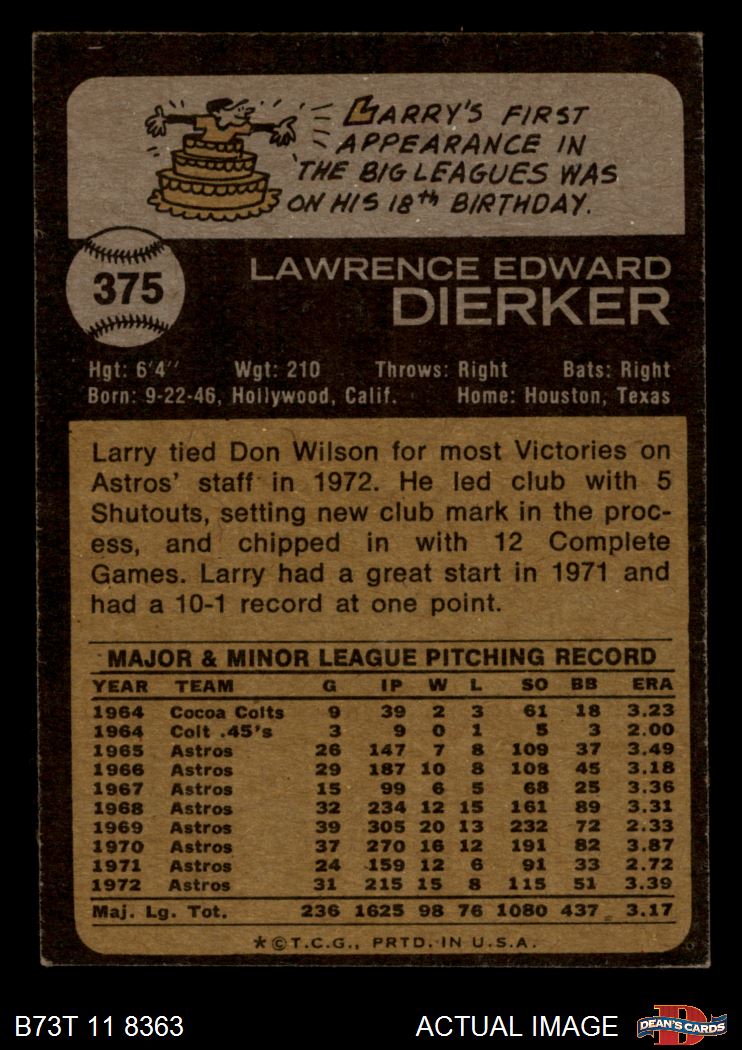 LARRY'S FIRST
APPEARANCE IN
THE BIG LEAGUES WAS
ON HIS 18th BIRTHDAY.
375
LAWRENCE EDWARD
DIERKER
Hgt: 6'4" Wgt: 210 Throws: Right Bats: Right
Born: 9-22-46, Hollywood, Calif. Home: Houston, Texas
Larry tied Don Wilson for most Victories on
Astros' staff in 1972. He led club with 5
Shutouts, setting new club mark in the proc-
ess, and chipped in with 12 Complete
Games. Larry had a great start in 1971 and
had a 10-1 record at one point.
MAJOR & MINOR LEAGUE PITCHING RECORD
YEAR TEAM G IP W L SO BB ERA
1964 Cocoa Colts 9 39 2 3 61 18 3.23
1964 Colt .45's 3 9 0 1 5 3 2.00
1965 Astros 26 147 7 8 109 37 3.49
1966 Astros 29 187 10 8 108 45 3.18
1967 Astros 15 99 6 5 68 25 3.36
1968 Astros 32 234 12 15 161 89 3.31
1969 Astros 39 305 20 13 232 72 2.33
1970 Astros 37 270 16 12 191 82 3.87
1971 Astros 24 159 12 6 91 33 2.72
1972 Astros 31 215 15 8 115 51 3.39
Maj. Lg. Tot. 236 1625 98 76 1080 437 3.17
*©T.C.G., PRTD. IN U.S.A.
B73T 11 8363 ACTUAL IMAGE DEAN'S CARDS